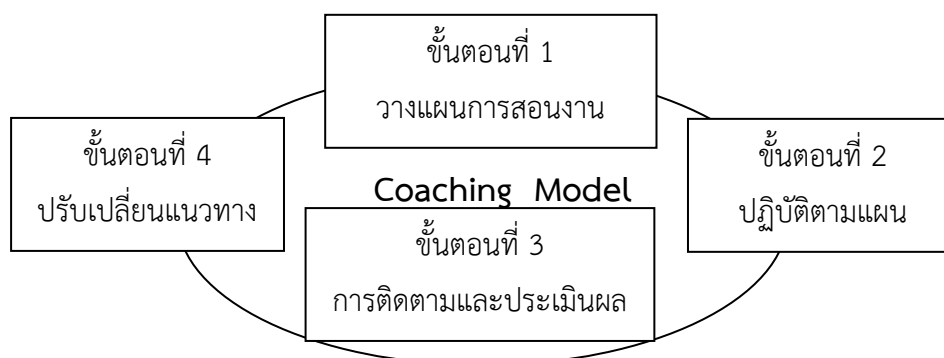 ขั้นตอนที่ 1
วางแผนการสอนงาน
ขั้นตอนที่ 4
ปรับเปลี่ยนแนวทาง
ขั้นตอนที่ 2
ปฏิบัติตามแผน
Coaching Model
ขั้นตอนที่ 3
การติดตามและประเมินผล